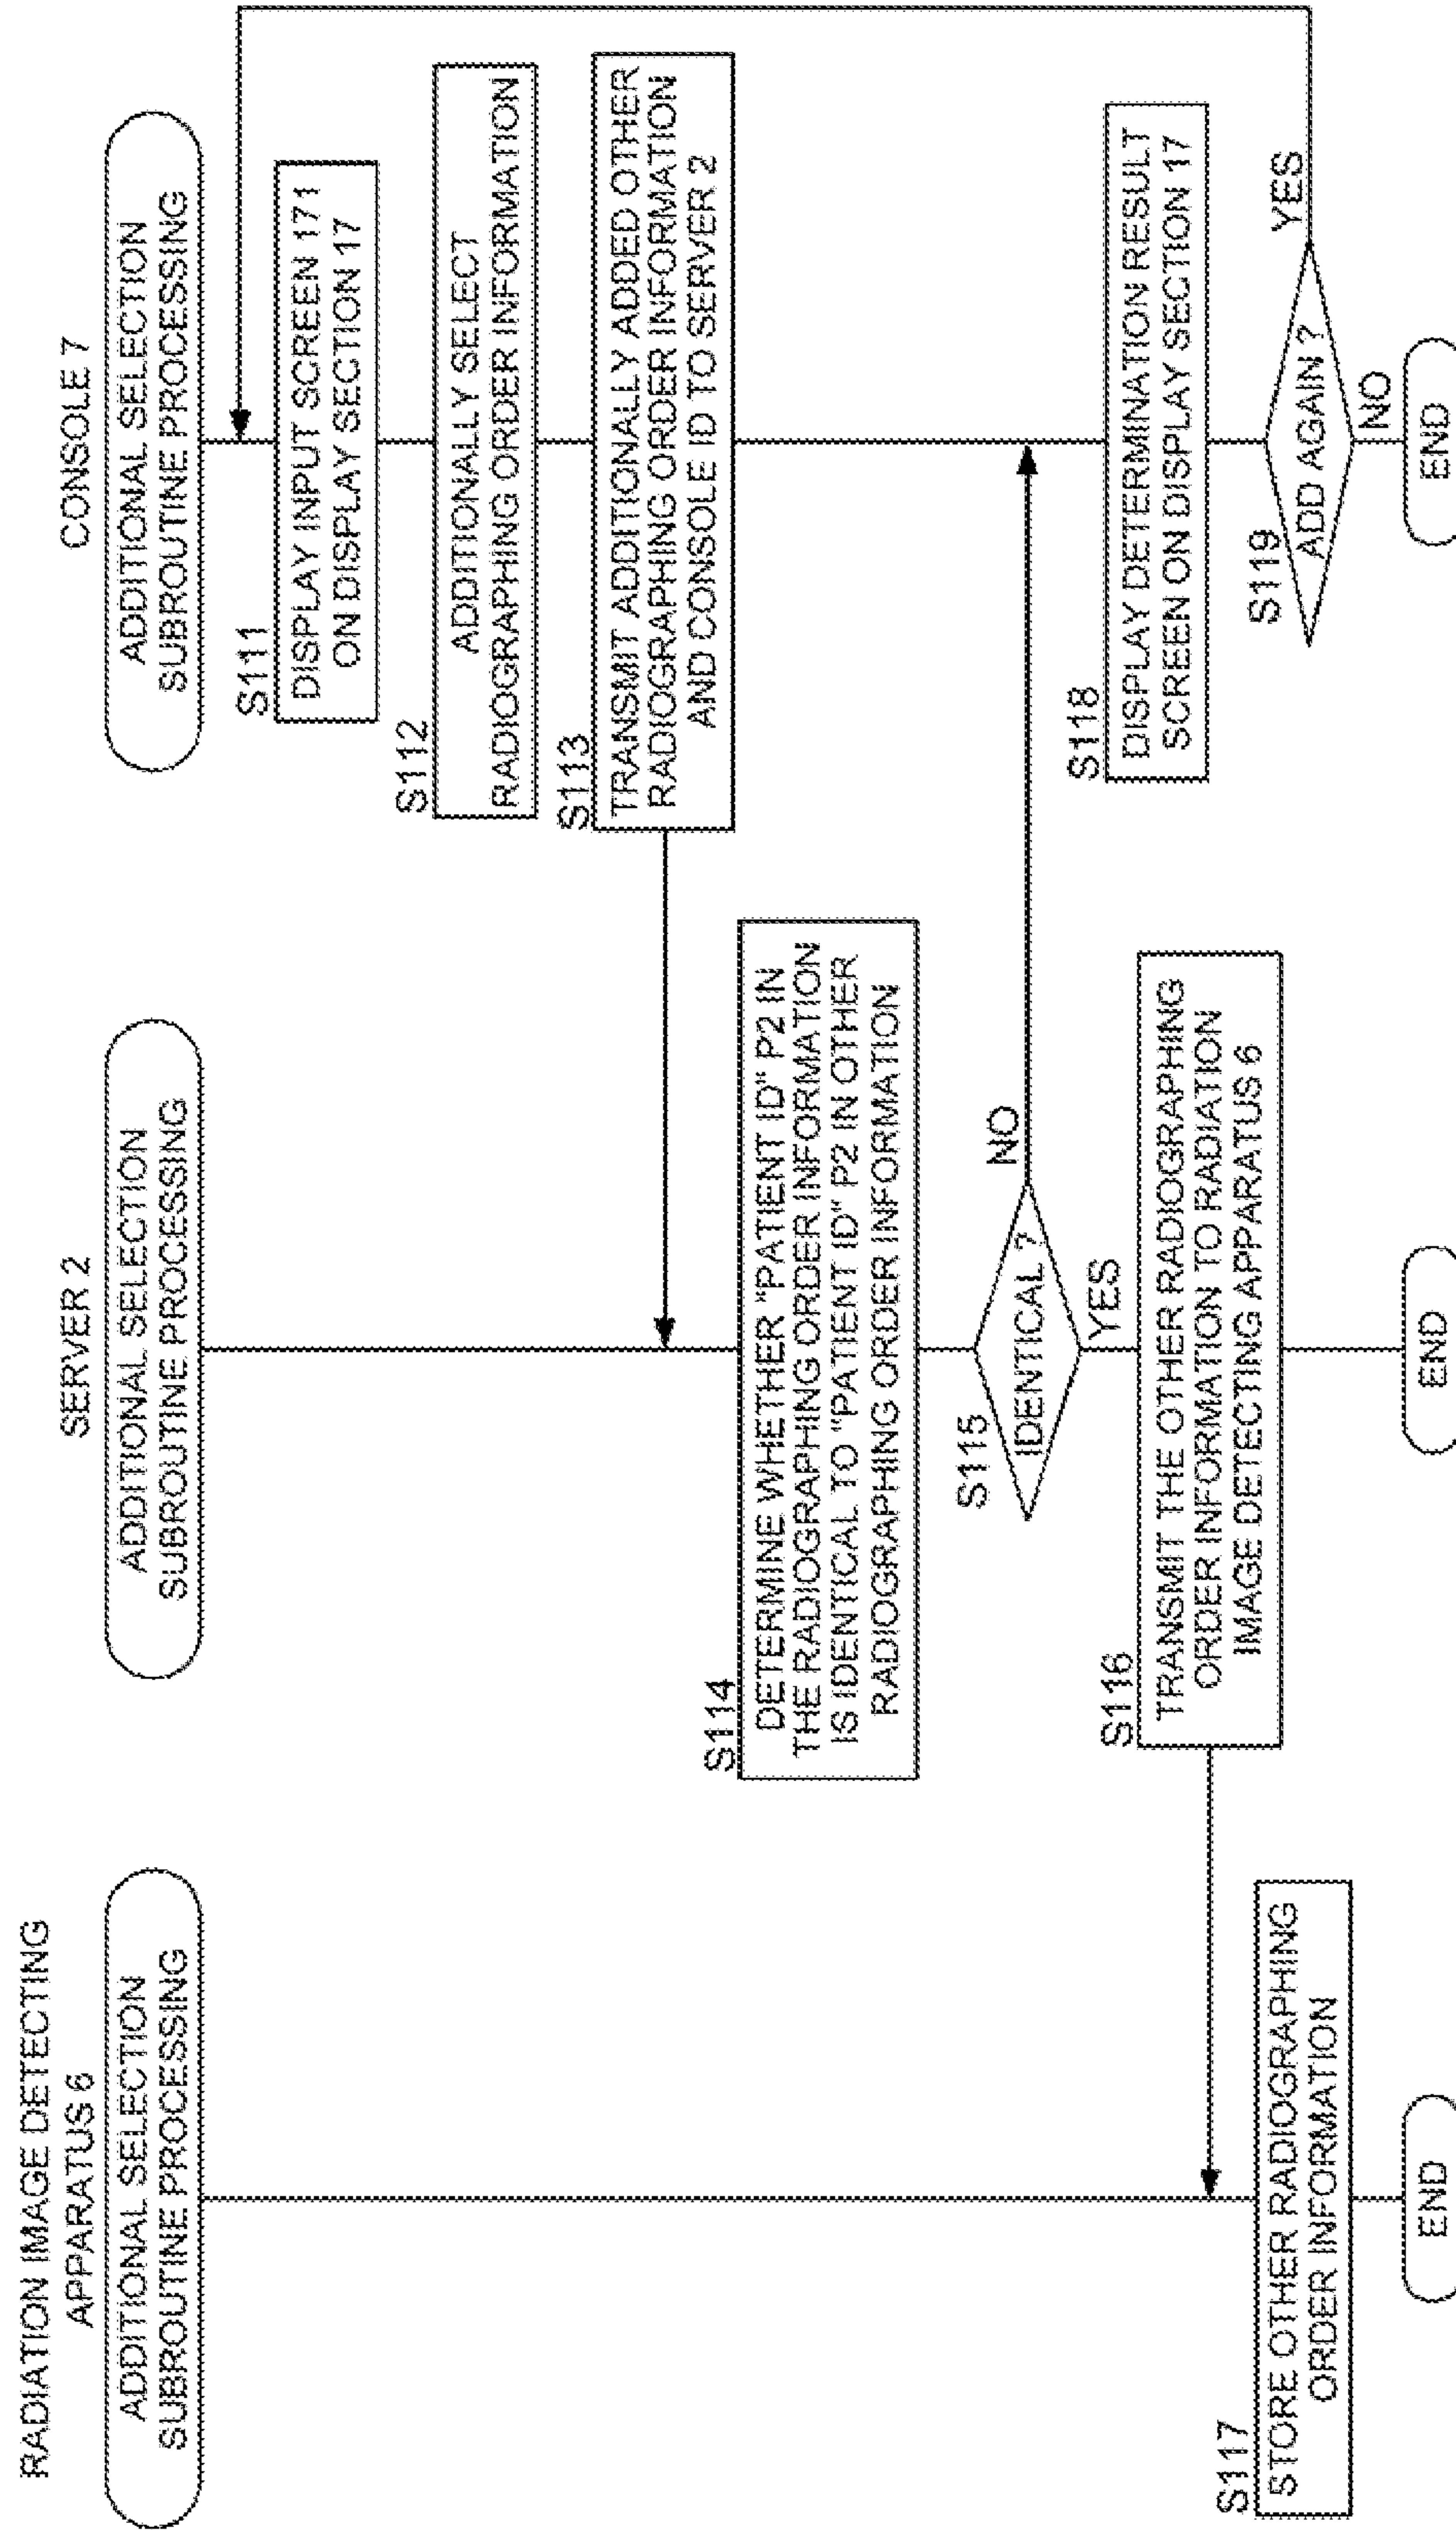 RADIATION IMAGE DETECTING
APPARATUS 6
ADDITIONAL SELECTION
SUBROUTINE PROCESSING
S117
STORE OTHER RADIOGRAPHING
ORDER INFORMATION
END
SERVER 2
ADDITIONAL SELECTION
SUBROUTINE PROCESSING
S114
DETERMINE WHETHER "PATIENT ID" P2 IN
THE RADIOGRAPHING ORDER INFORMATION
IS IDENTICAL TO "PATIENT ID" P2 IN OTHER
RADIOGRAPHING ORDER INFORMATION
S115
IDENTICAL ?
NO
YES
S116
TRANSMIT THE OTHER RADIOGRAPHING
ORDER INFORMATION TO RADIATION
IMAGE DETECTING APPARATUS 6
END
CONSOLE 7
ADDITIONAL SELECTION
SUBROUTINE PROCESSING
S111
DISPLAY INPUT SCREEN 171
ON DISPLAY SECTION 17
S112
ADDITIONALLY SELECT
RADIOGRAPHING ORDER INFORMATION
S113
TRANSMIT ADDITIONALLY ADDED OTHER
RADIOGRAPHING ORDER INFORMATION
AND CONSOLE ID TO SERVER 2
S118
DISPLAY DETERMINATION RESULT
SCREEN ON DISPLAY SECTION 17
S119
ADD AGAIN ?
YES
NO
END